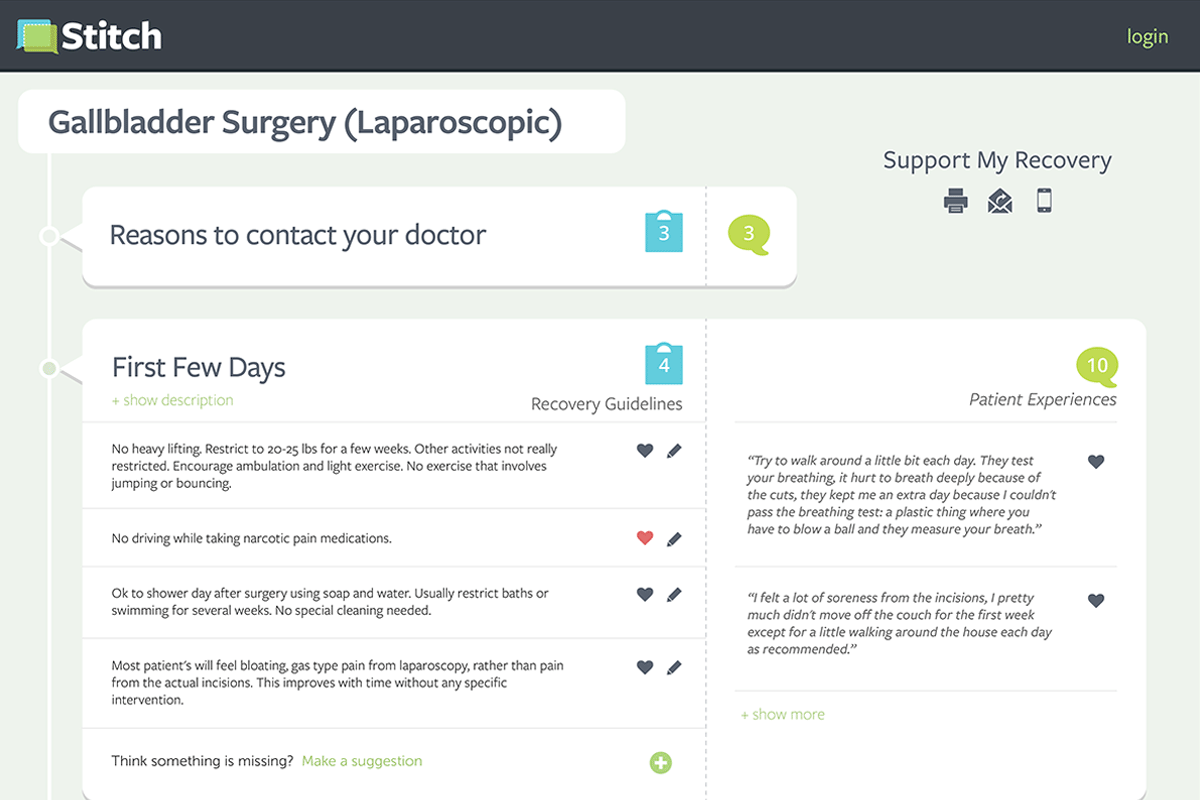 Stitch
login
Gallbladder Surgery (Laparoscopic)
Support My Recovery
Reasons to contact your doctor
3
3
First Few Days
4
+ show description
Recovery Guidelines
No heavy lifting. Restrict to 20-25 lbs for a few weeks. Other activities not really
restricted. Encourage ambulation and light exercise. No exercise that involves
jumping or bouncing.
No driving while taking narcotic pain medications.
Ok to shower day after surgery using soap and water. Usually restrict baths or
swimming for several weeks. No special cleaning needed.
Most patient's will feel bloating, gas type pain from laparoscopy, rather than pain
from the actual incisions. This improves with time without any specific
intervention.
Think something is missing? Make a suggestion
10
Patient Experiences
“Try to walk around a little bit each day. They test
your breathing, it hurt to breath deeply because of
the cuts, they kept me an extra day because I couldn't
pass the breathing test: a plastic thing where you
have to blow a ball and they measure your breath.”
“I felt a lot of soreness from the incisions, I pretty
much didn't move off the couch for the first week
except for a little walking around the house each day
as recommended.”
+ show more